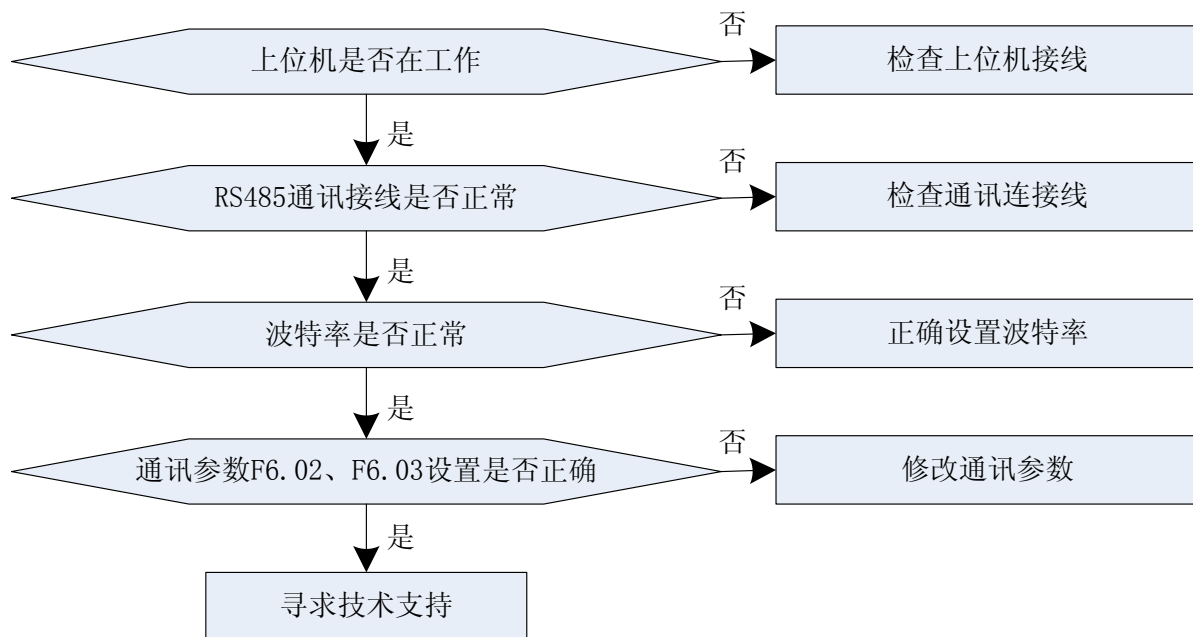 上位机是否在工作
否
检查上位机接线
是
RS485通讯接线是否正常
否
检查通讯连接线
是
波特率是否正常
否
正确设置波特率
是
通讯参数F6.02、F6.03设置是否正确
否
修改通讯参数
是
寻求技术支持